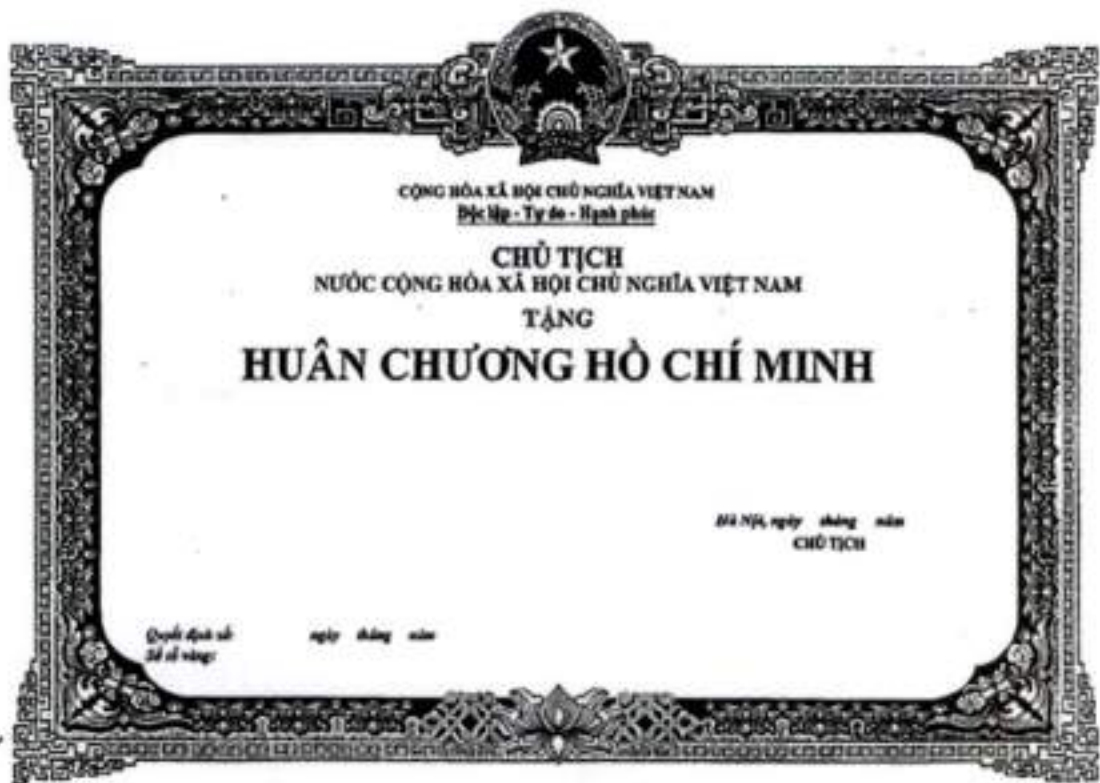 CỘNG HÒA XÃ HỘI CHỦ NGHĨA VIỆT NAM
Độc lập - Tự do - Hạnh phúc
CHỦ TỊCH
NƯỚC CỘNG HÒA XÃ HỘI CHỦ NGHĨA VIỆT NAM
TẶNG
HUÂN CHƯƠNG HỒ CHÍ MINH
Hà Nội, ngày tháng năm
CHỦ TỊCH
Quyết định số: ngày tháng năm
Số sổ vàng: